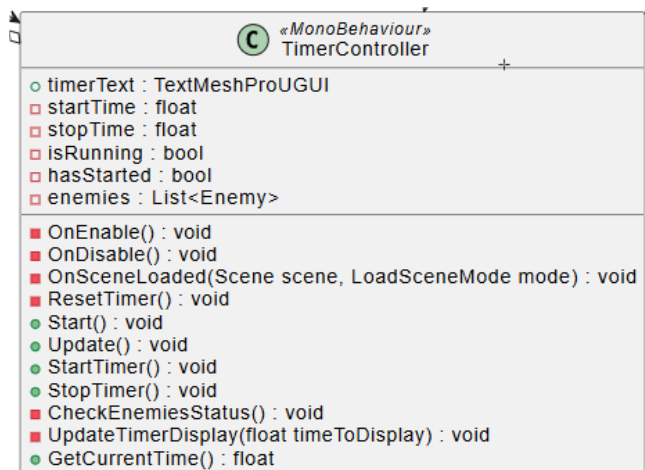 C «MonoBehaviour»
TimerController
timerText : TextMeshProUGUI
startTime : float
stopTime : float
isRunning : bool
hasStarted : bool
enemies : List<Enemy>
OnEnable() : void
OnDisable() : void
OnSceneLoaded(Scene scene, LoadSceneMode mode) : void
ResetTimer() : void
Start() : void
Update() : void
StartTimer() : void
StopTimer() : void
CheckEnemiesStatus() : void
UpdateTimerDisplay(float timeToDisplay) : void
GetCurrentTime() : float